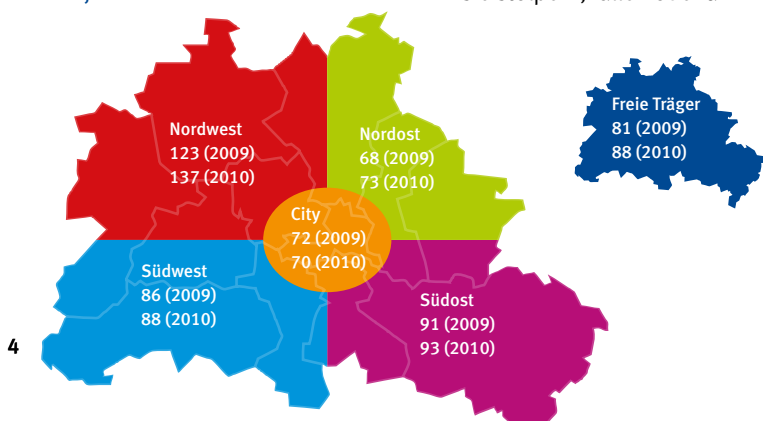 Nordwest
123 (2009)
137 (2010)
Nordost
68 (2009)
73 (2010)
Freie Träger
81 (2009)
88 (2010)
City
72 (2009)
70 (2010)
Südwest
86 (2009)
88 (2010)
Südost
91 (2009)
93 (2010)
4